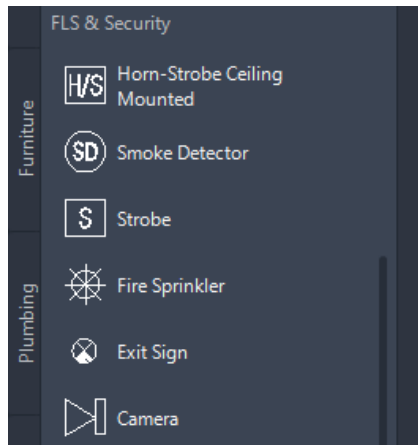 FLS & Security
H/S
Horn-Strobe Ceiling
Mounted
SD
Smoke Detector
S
Strobe
Fire Sprinkler
Exit Sign
Camera
Furniture
Plumbing